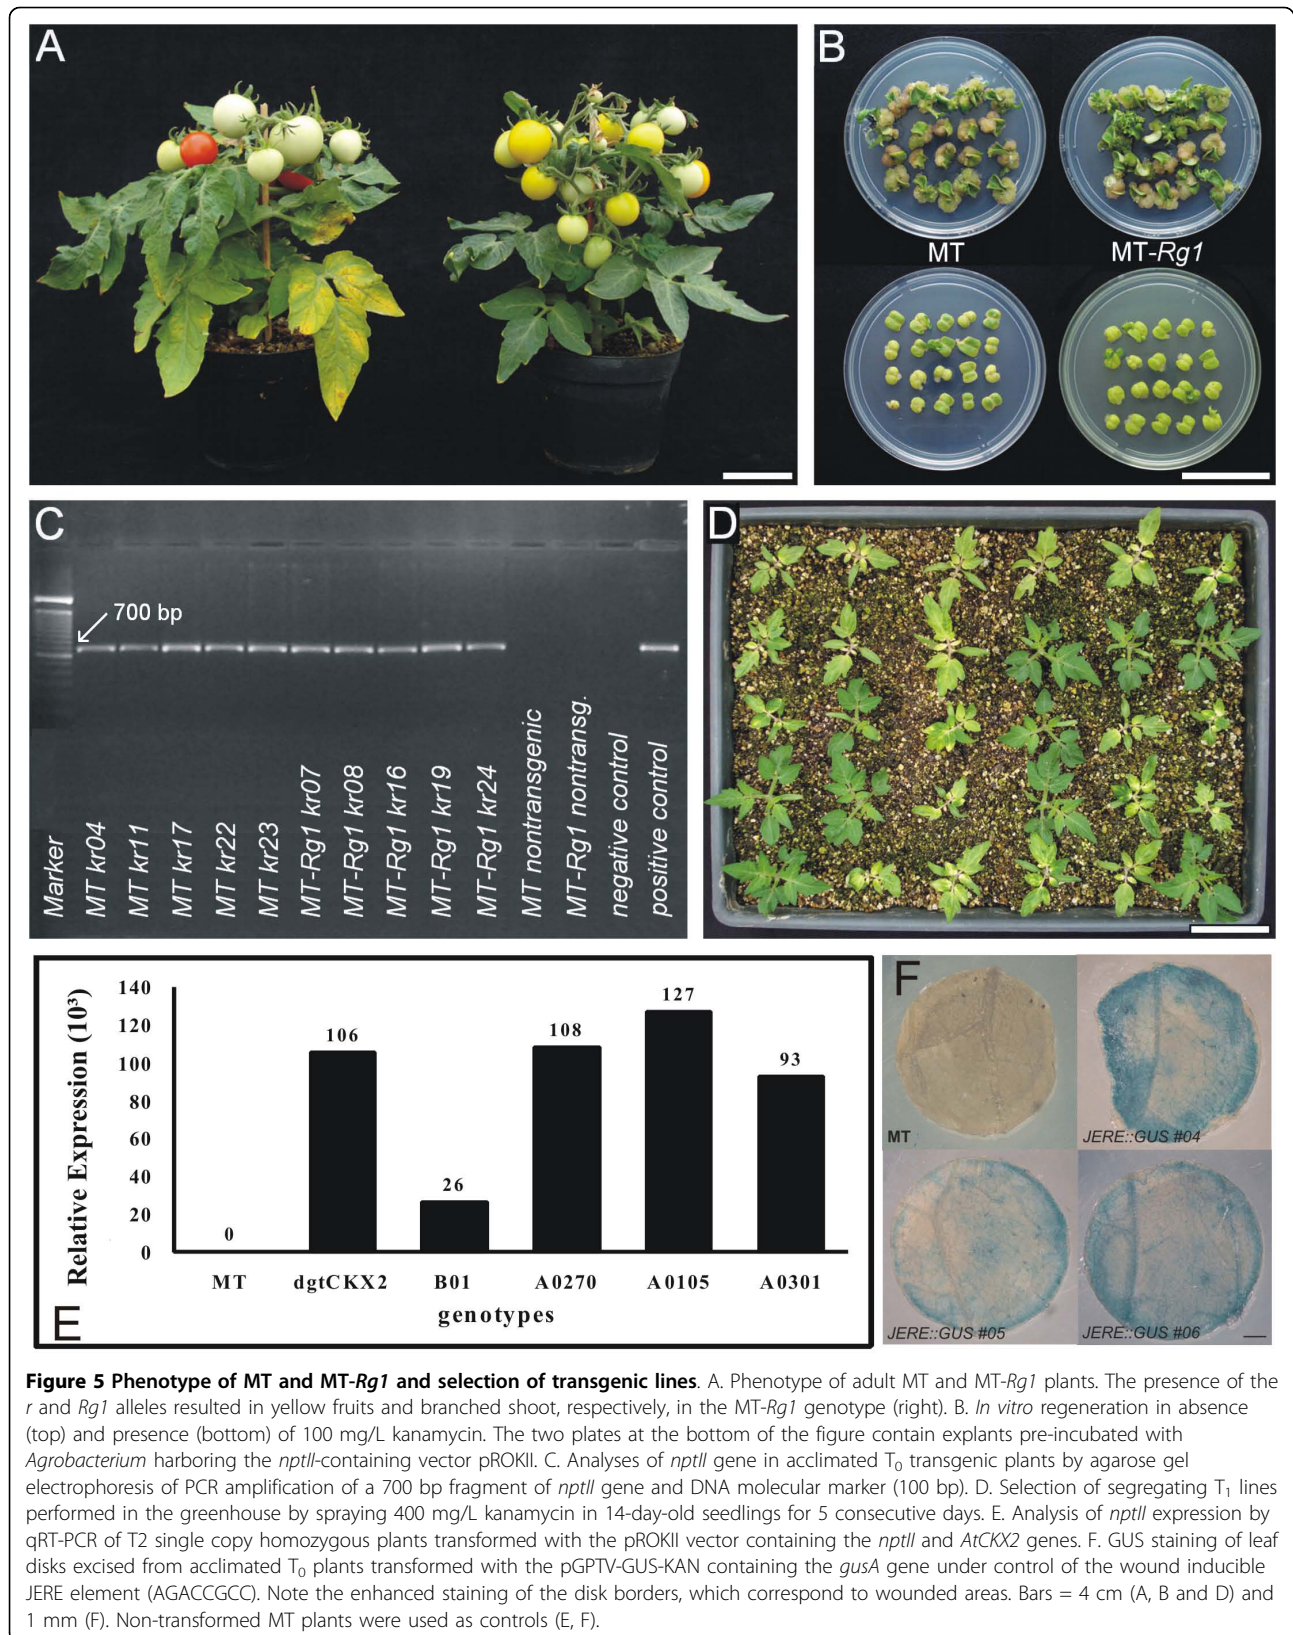 A
B
MT
MT-Rg1
C
700 bp
Marker
MT kr04
MT kr11
MT kr17
MT kr22
MT kr23
MT-Rg1 kr07
MT-Rg1 kr08
MT-Rg1 kr16
MT-Rg1 kr19
MT-Rg1 kr24
MT nontransgenic
MT-Rg1 nontransg.
negative control
positive control
D
E
Relative Expression (10³)
140
120
100
80
60
40
20
0
0
106
26
108
127
93
MT dgtCKX2 B01 A0270 A0105 A0301
genotypes
F
MT
JERE::GUS #04
JERE::GUS #05
JERE::GUS #06
Figure 5 Phenotype of MT and MT-Rg1 and selection of transgenic lines. A. Phenotype of adult MT and MT-Rg1 plants. The presence of the
r and Rg1 alleles resulted in yellow fruits and branched shoot, respectively, in the MT-Rg1 genotype (right). B. In vitro regeneration in absence
(top) and presence (bottom) of 100 mg/L kanamycin. The two plates at the bottom of the figure contain explants pre-incubated with
Agrobacterium harboring the nptII-containing vector pROKII. C. Analyses of nptII gene in acclimated T₀ transgenic plants by agarose gel
electrophoresis of PCR amplification of a 700 bp fragment of nptII gene and DNA molecular marker (100 bp). D. Selection of segregating T₁ lines
performed in the greenhouse by spraying 400 mg/L kanamycin in 14-day-old seedlings for 5 consecutive days. E. Analysis of nptII expression by
qRT-PCR of T2 single copy homozygous plants transformed with the pROKII vector containing the nptII and AtCKX2 genes. F. GUS staining of leaf
disks excised from acclimated T₀ plants transformed with the pGPTV-GUS-KAN containing the gusA gene under control of the wound inducible
JERE element (AGACCGCC). Note the enhanced staining of the disk borders, which correspond to wounded areas. Bars = 4 cm (A, B and D) and
1 mm (F). Non-transformed MT plants were used as controls (E, F).